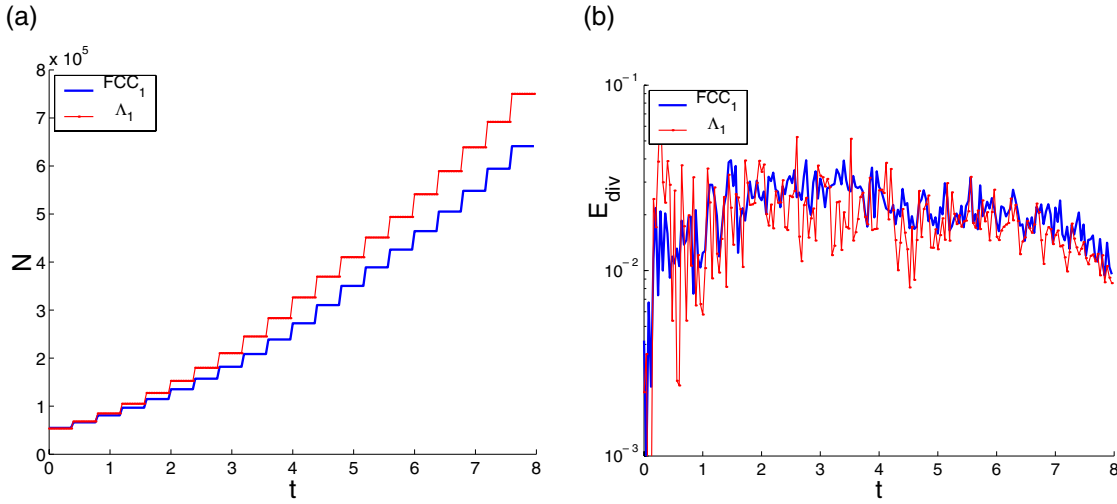 (a)
x 10^5
8
7
6
5
4
3
2
1
0
N
FCC_1
Λ_1
0 1 2 3 4 5 6 7 8
t
(b)
10^-1
10^-2
10^-3
E_div
FCC_1
Λ_1
0 1 2 3 4 5 6 7 8
t